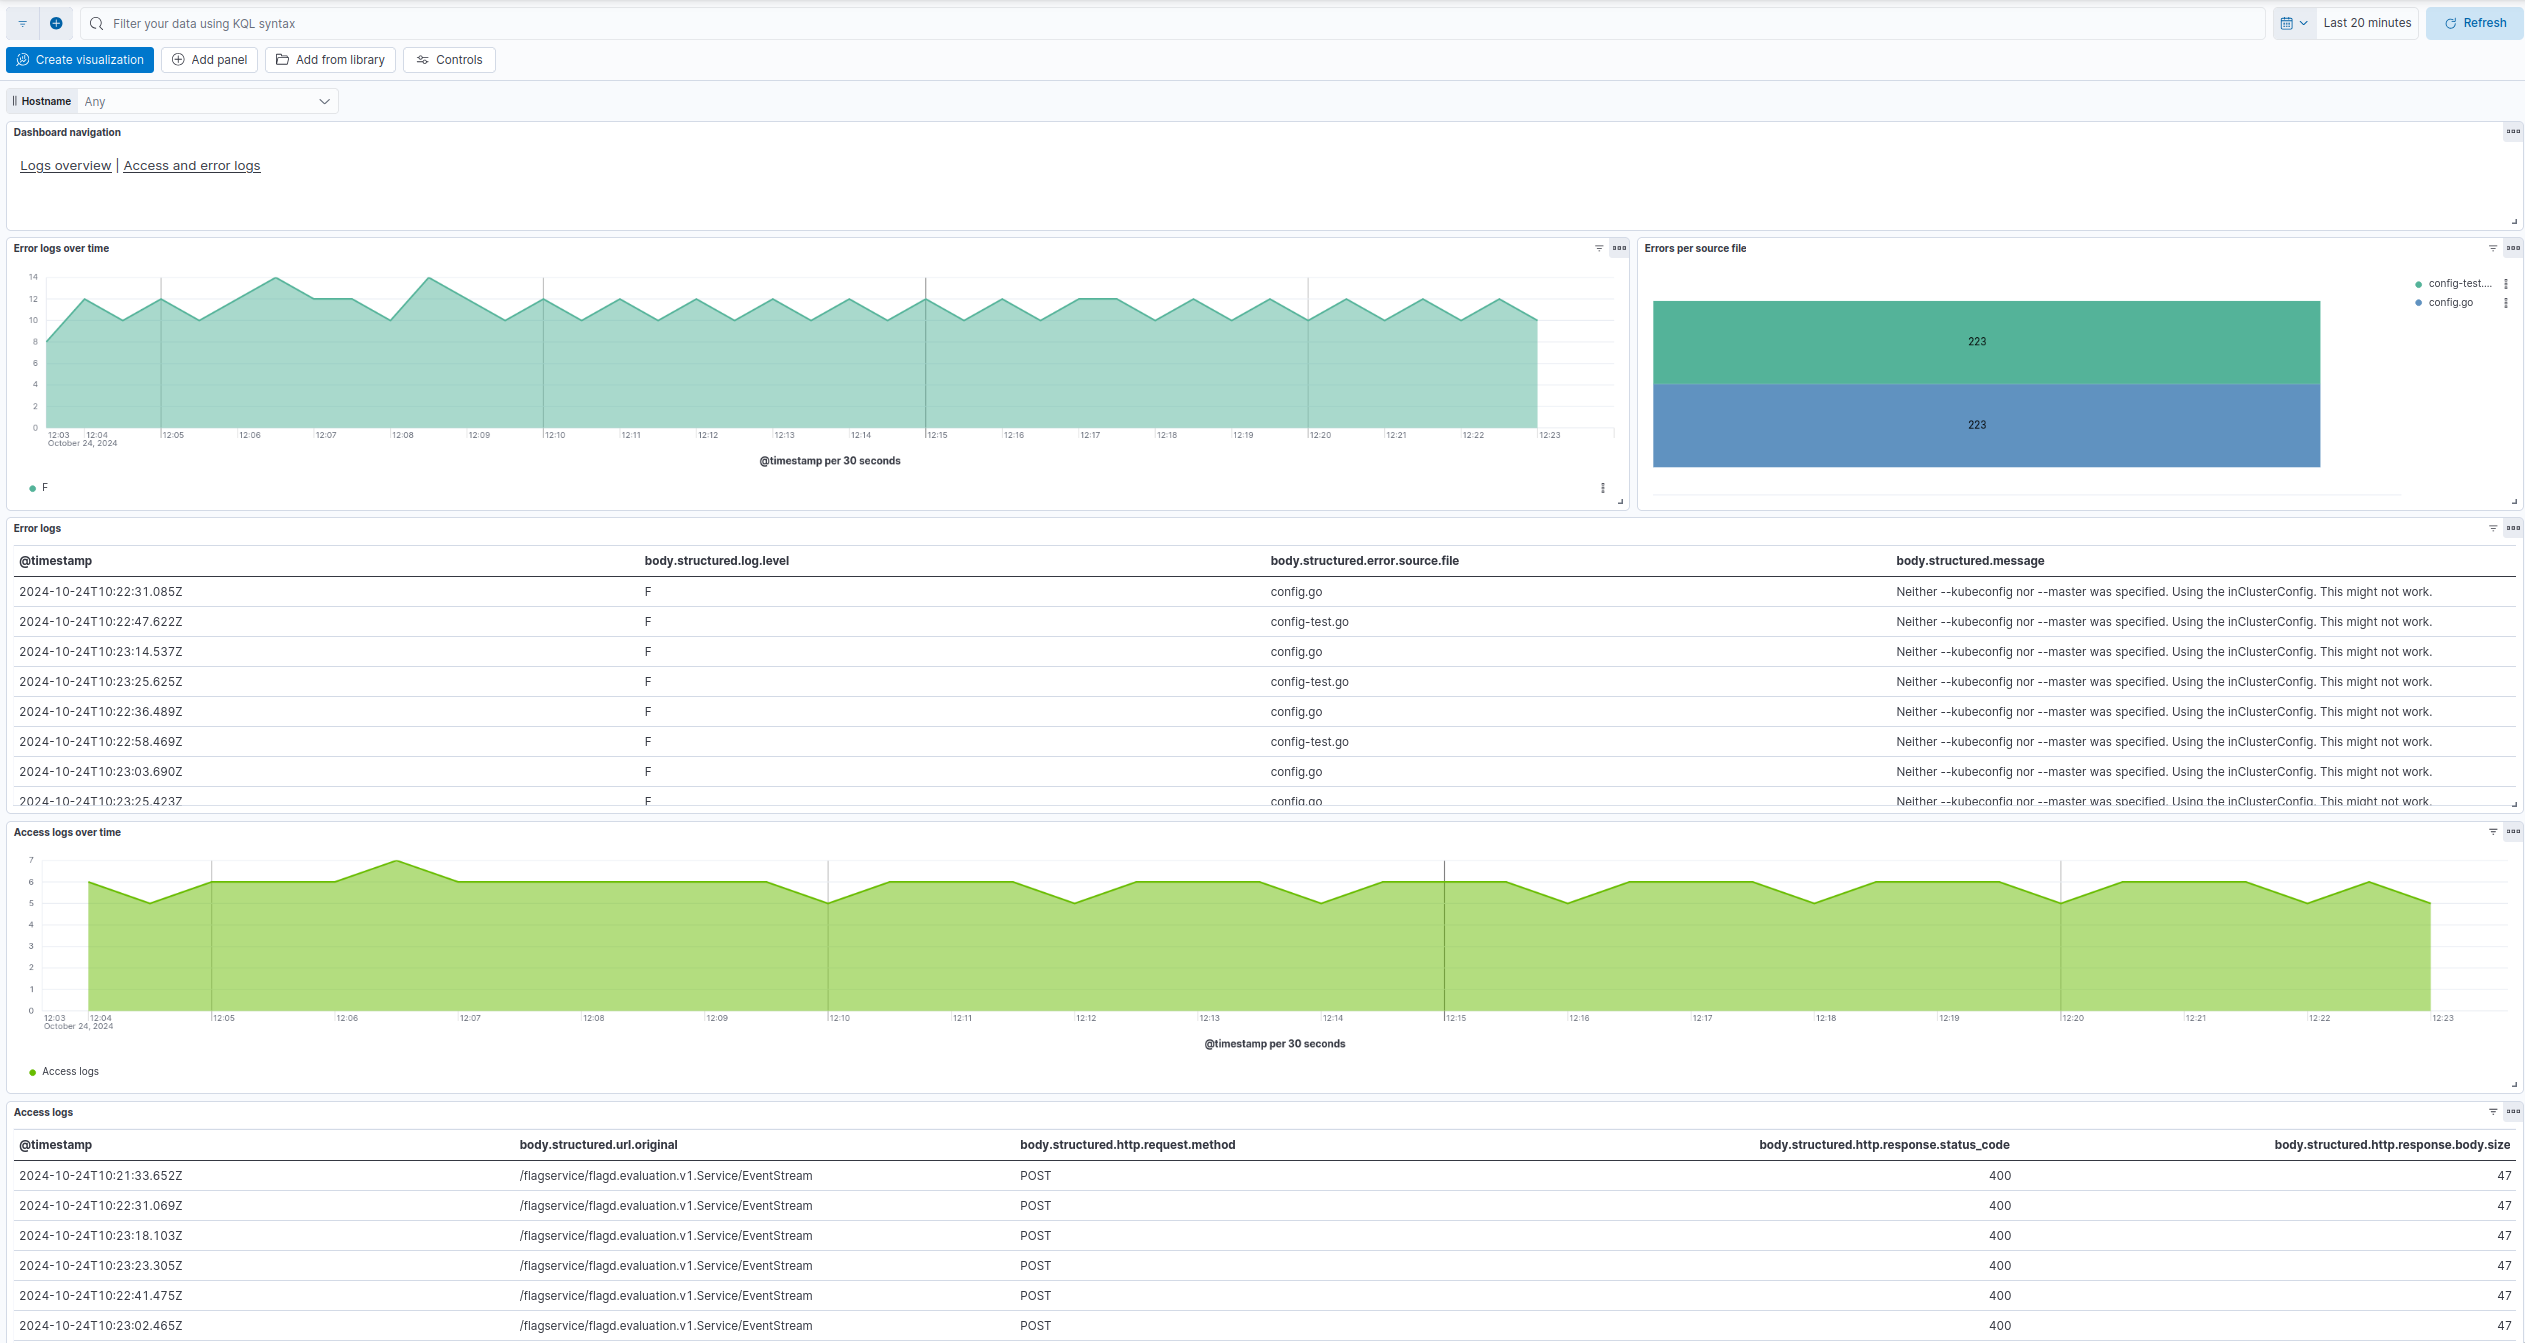 Filter your data using KQL syntax
Last 20 minutes
Refresh
Create visualization
Add panel
Add from library
Controls
Hostname Any
Dashboard navigation
Logs overview | Access and error logs
Error logs over time
14
12
10
8
6
4
2
0
12:03 12:04 12:05 12:06 12:07 12:08 12:09 12:10 12:11 12:12 12:13 12:14 12:15 12:16 12:17 12:18 12:19 12:20 12:21 12:22 12:23
October 24, 2024
@timestamp per 30 seconds
F
Errors per source file
config-test....
config.go
223
223
Error logs
@timestamp body.structured.log.level body.structured.error.source.file body.structured.message
2024-10-24T10:22:31.085Z F config.go Neither --kubeconfig nor --master was specified. Using the inClusterConfig. This might not work.
2024-10-24T10:22:47.622Z F config-test.go Neither --kubeconfig nor --master was specified. Using the inClusterConfig. This might not work.
2024-10-24T10:23:14.537Z F config.go Neither --kubeconfig nor --master was specified. Using the inClusterConfig. This might not work.
2024-10-24T10:23:25.625Z F config-test.go Neither --kubeconfig nor --master was specified. Using the inClusterConfig. This might not work.
2024-10-24T10:22:36.489Z F config.go Neither --kubeconfig nor --master was specified. Using the inClusterConfig. This might not work.
2024-10-24T10:22:58.469Z F config-test.go Neither --kubeconfig nor --master was specified. Using the inClusterConfig. This might not work.
2024-10-24T10:23:03.690Z F config.go Neither --kubeconfig nor --master was specified. Using the inClusterConfig. This might not work.
2024-10-24T10:23:25.423Z F config.go Neither --kubeconfig nor --master was specified. Using the inClusterConfig. This might not work.
Access logs over time
7
6
5
4
3
2
1
0
12:03 12:04 12:05 12:06 12:07 12:08 12:09 12:10 12:11 12:12 12:13 12:14 12:15 12:16 12:17 12:18 12:19 12:20 12:21 12:22 12:23
October 24, 2024
@timestamp per 30 seconds
Access logs
Access logs
@timestamp body.structured.url.original body.structured.http.request.method body.structured.http.response.status_code body.structured.http.response.body.size
2024-10-24T10:21:33.652Z /flagservice/flagd.evaluation.v1.Service/EventStream POST 400 47
2024-10-24T10:22:31.069Z /flagservice/flagd.evaluation.v1.Service/EventStream POST 400 47
2024-10-24T10:23:18.103Z /flagservice/flagd.evaluation.v1.Service/EventStream POST 400 47
2024-10-24T10:23:23.305Z /flagservice/flagd.evaluation.v1.Service/EventStream POST 400 47
2024-10-24T10:22:41.475Z /flagservice/flagd.evaluation.v1.Service/EventStream POST 400 47
2024-10-24T10:23:02.465Z /flagservice/flagd.evaluation.v1.Service/EventStream POST 400 47